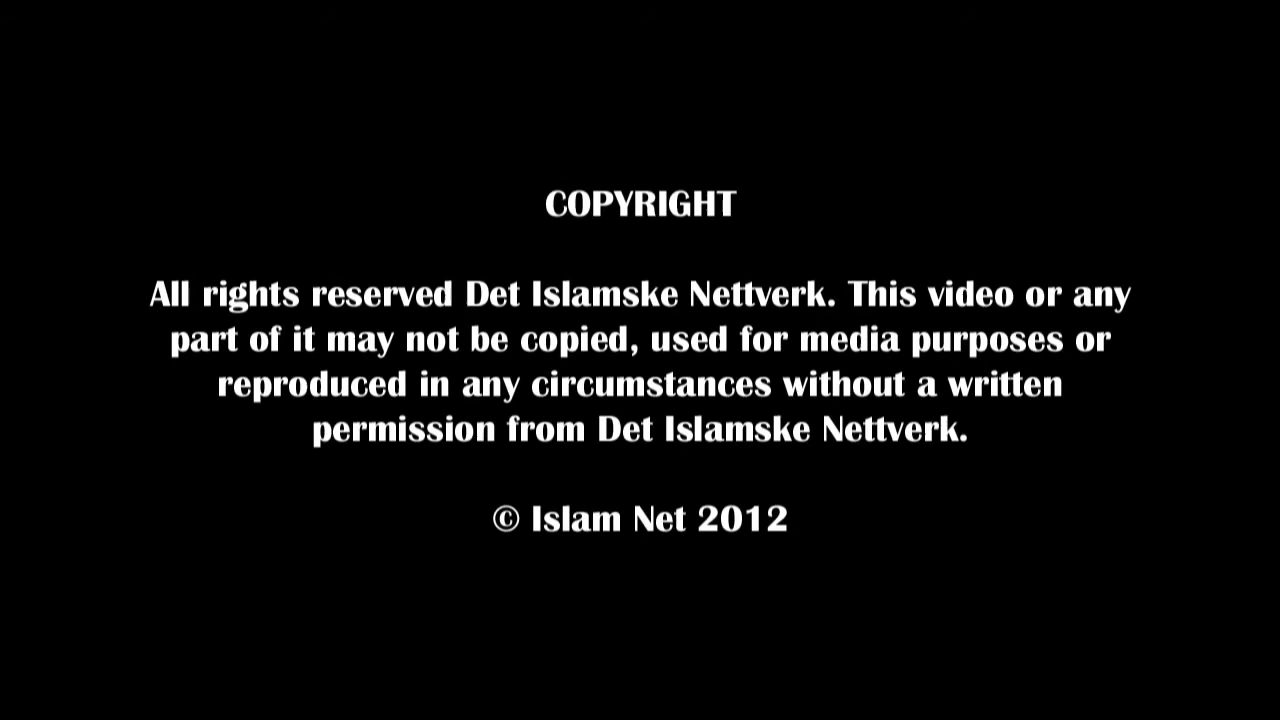 COPYRIGHT
All rights reserved Det Islamske Nettverk. This video or any
part of it may not be copied, used for media purposes or
reproduced in any circumstances without a written
permission from Det Islamske Nettverk.
© Islam Net 2012